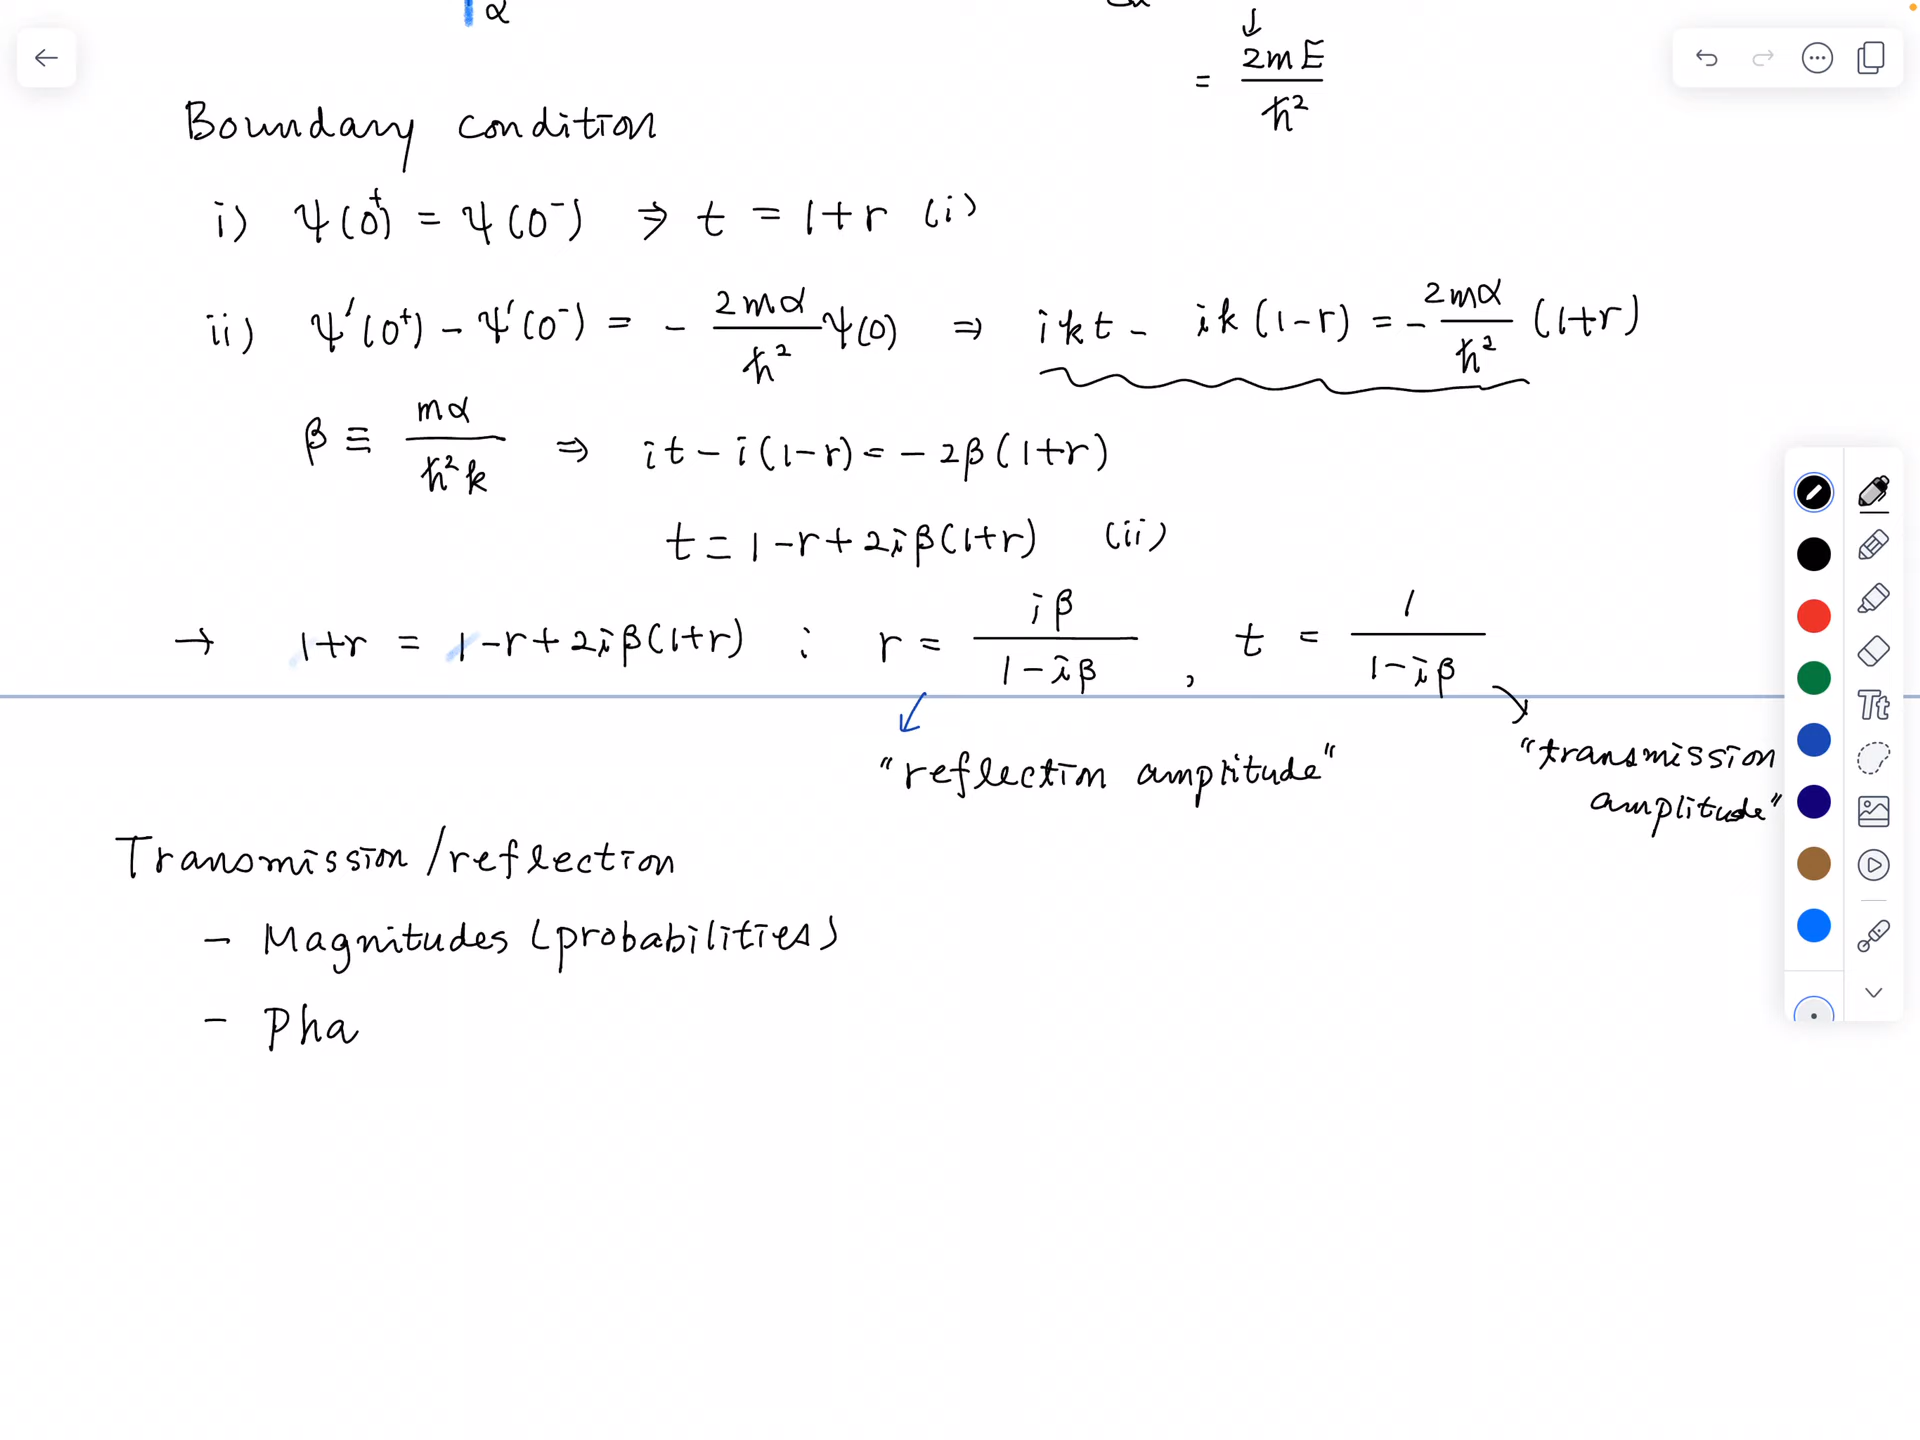 α
↓
= 2mE / ħ²
Boundary condition
i) ψ(0⁺) = ψ(0⁻) ⇒ t = 1+r (i)
ii) ψ′(0⁺) – ψ′(0⁻) = – 2mα/ħ² ψ(0) ⇒ ikt – ik(1–r) = – 2mα/ħ² (1+r)
β ≡ mα/ħ²k ⇒ it – i(1–r) = – 2β(1+r)
t = 1–r+2iβ(1+r) (ii)
→ 1+r = 1–r+2iβ(1+r) : r = iβ/1–iβ , t = 1/1–iβ
"reflection amplitude"
"transmission
amplitude"
Transmission/reflection
– Magnitudes (probabilities)
– Pha
Tt